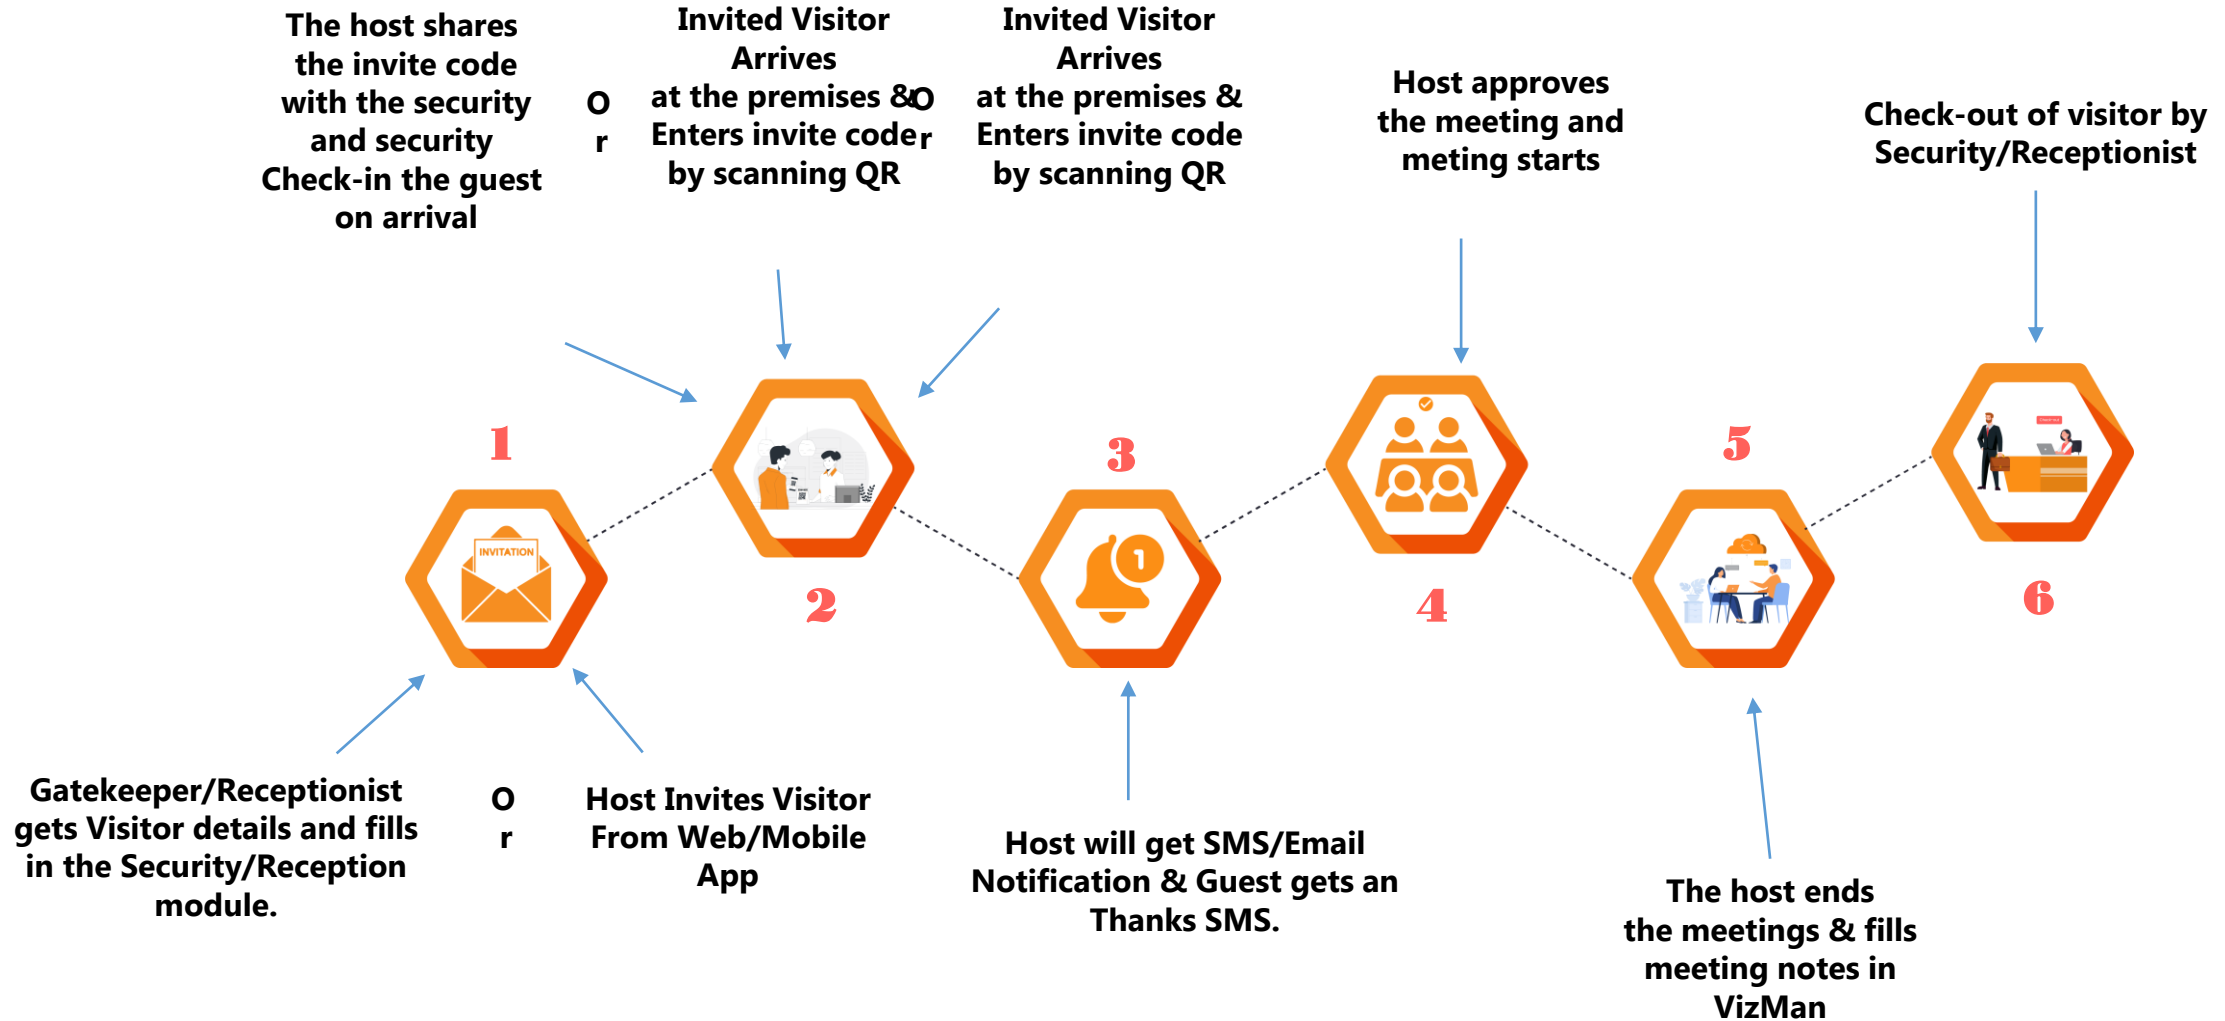 The host shares
the invite code
with the security
and security
Check-in the guest
on arrival
O
r
Invited Visitor
Arrives
at the premises &
Enters invite code
by scanning QR
O
r
Invited Visitor
Arrives
at the premises &
Enters invite code
by scanning QR
Host approves
the meeting and
meting starts
Check-out of visitor by
Security/Receptionist
1
INVITATION
2
3
1
4
5
6
Gatekeeper/Receptionist
gets Visitor details and fills
in the Security/Reception
module.
O
r
Host Invites Visitor
From Web/Mobile
App
Host will get SMS/Email
Notification & Guest gets an
Thanks SMS.
The host ends
the meetings & fills
meeting notes in
VizMan